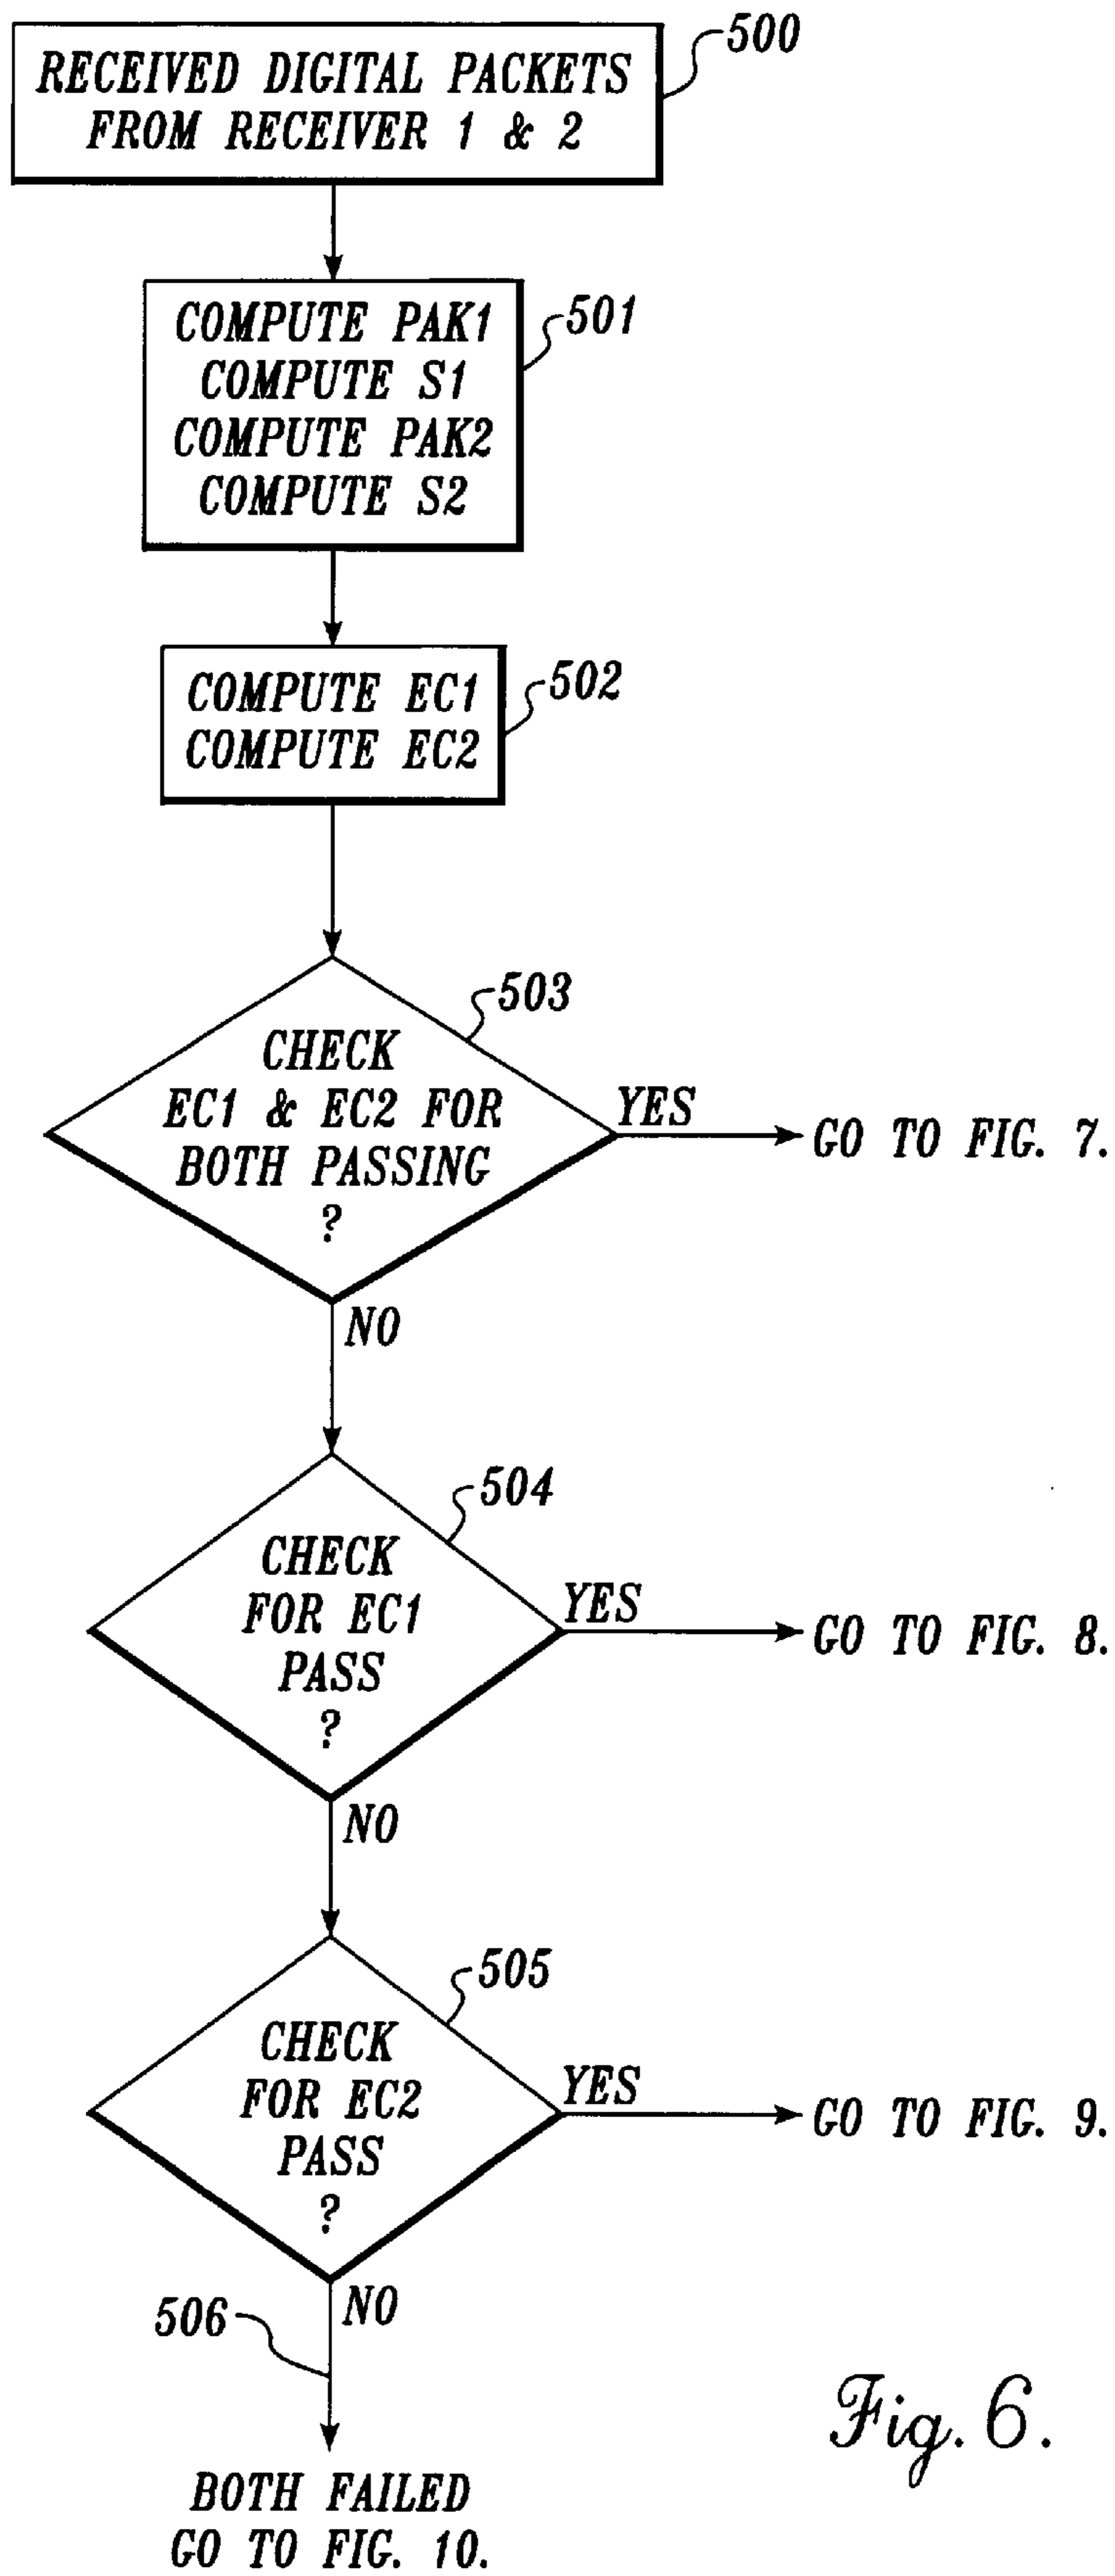 RECEIVED DIGITAL PACKETS
FROM RECEIVER 1 & 2
500
COMPUTE PAK1
COMPUTE S1
COMPUTE PAK2
COMPUTE S2
501
COMPUTE EC1
COMPUTE EC2
502
503
CHECK
EC1 & EC2 FOR
BOTH PASSING
?
YES
GO TO FIG. 7.
NO
504
CHECK
FOR EC1
PASS
?
YES
GO TO FIG. 8.
NO
505
CHECK
FOR EC2
PASS
?
YES
GO TO FIG. 9.
NO
506
BOTH FAILED
GO TO FIG. 10.
Fig. 6.